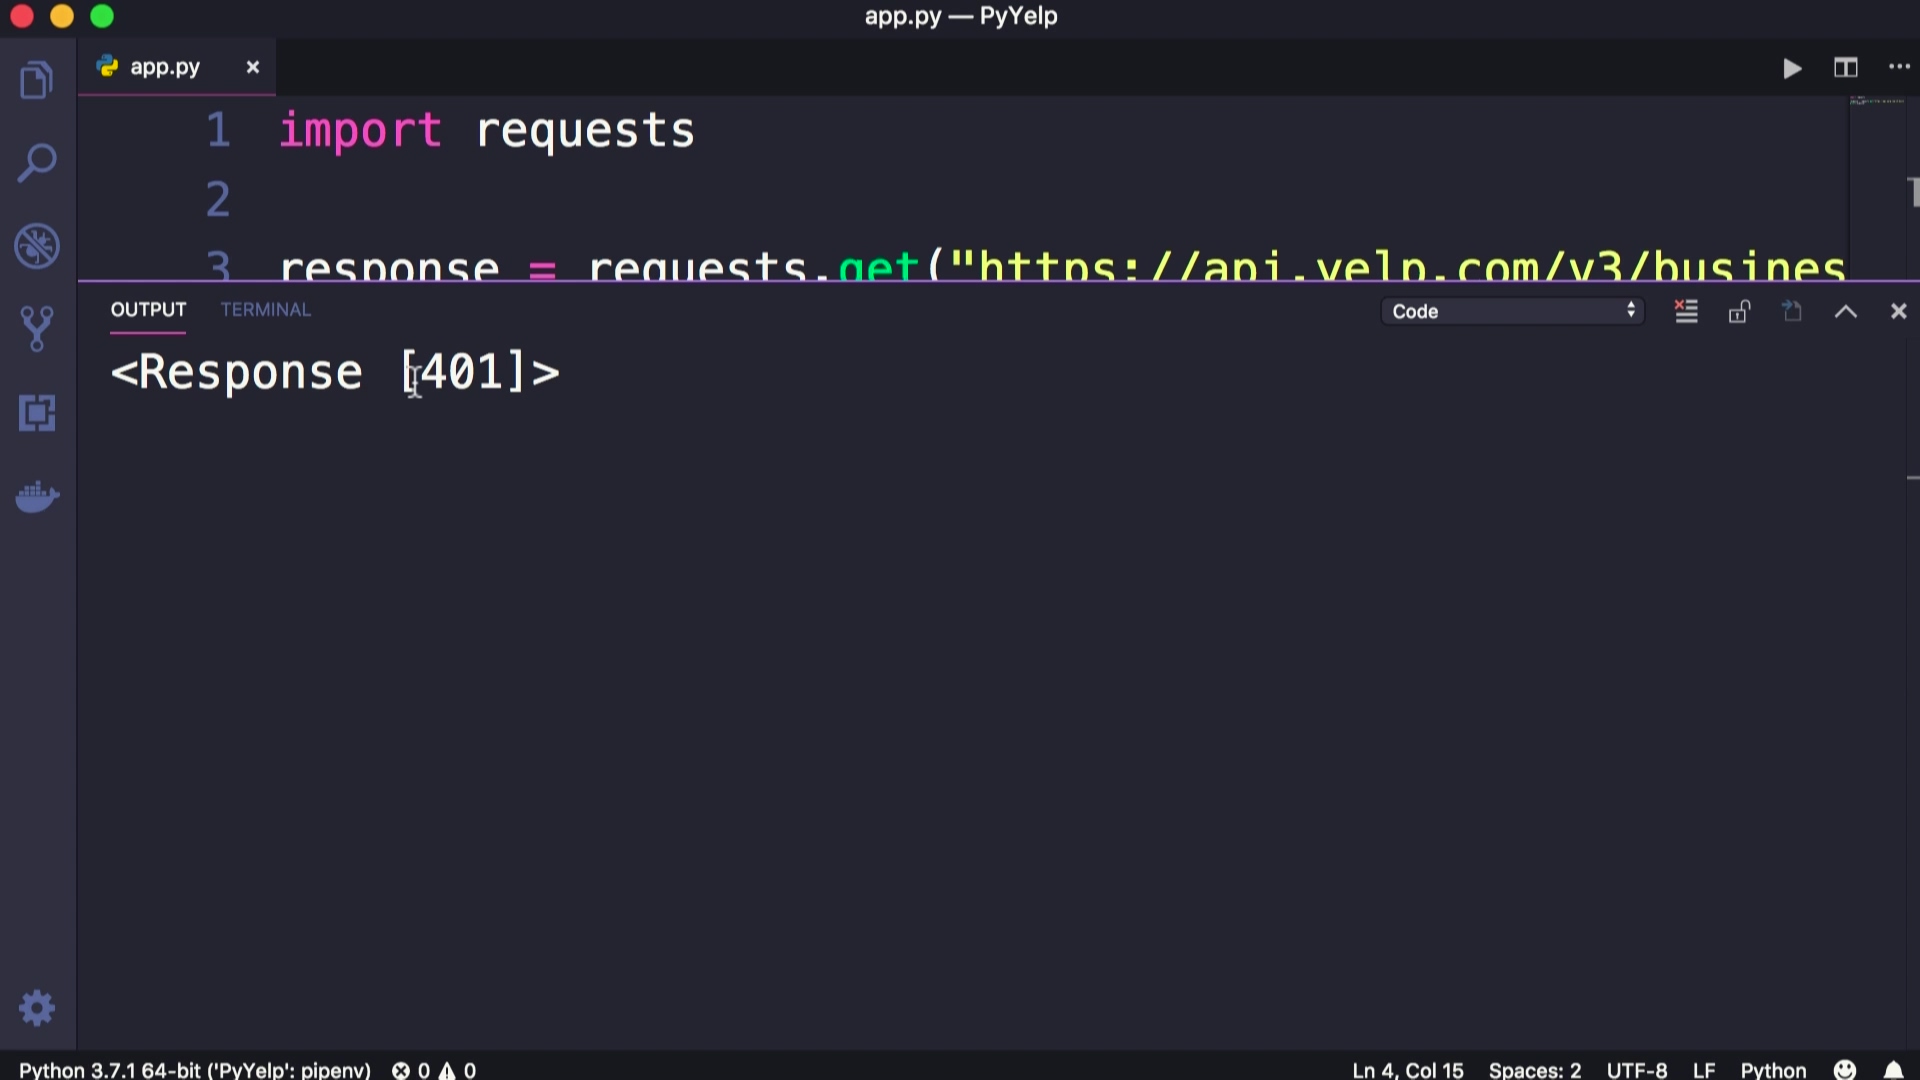 app.py — PyYelp
app.py
1 import requests
2
3 response = requests.get("https://api.yelp.com/v3/busines
OUTPUT TERMINAL Code
<Response [401]>
Python 3.7.1 64-bit ('PyYelp': pipenv) 0 0 Ln 4, Col 15 Spaces: 2 UTF-8 LF Python